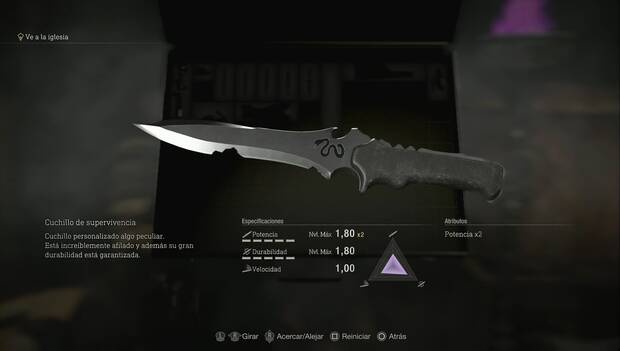 Ve a la iglesia
Cuchillo de supervivencia
Cuchillo personalizado algo peculiar.
Está increíblemente afilado y además su gran
durabilidad está garantizada.
Especificaciones
Potencia Nvl. Máx 1,80 x2
Durabilidad Nvl. Máx 1,80
Velocidad 1,00
Atributos
Potencia x2
L R Girar R Acercar/Alejar Reiniciar Atrás